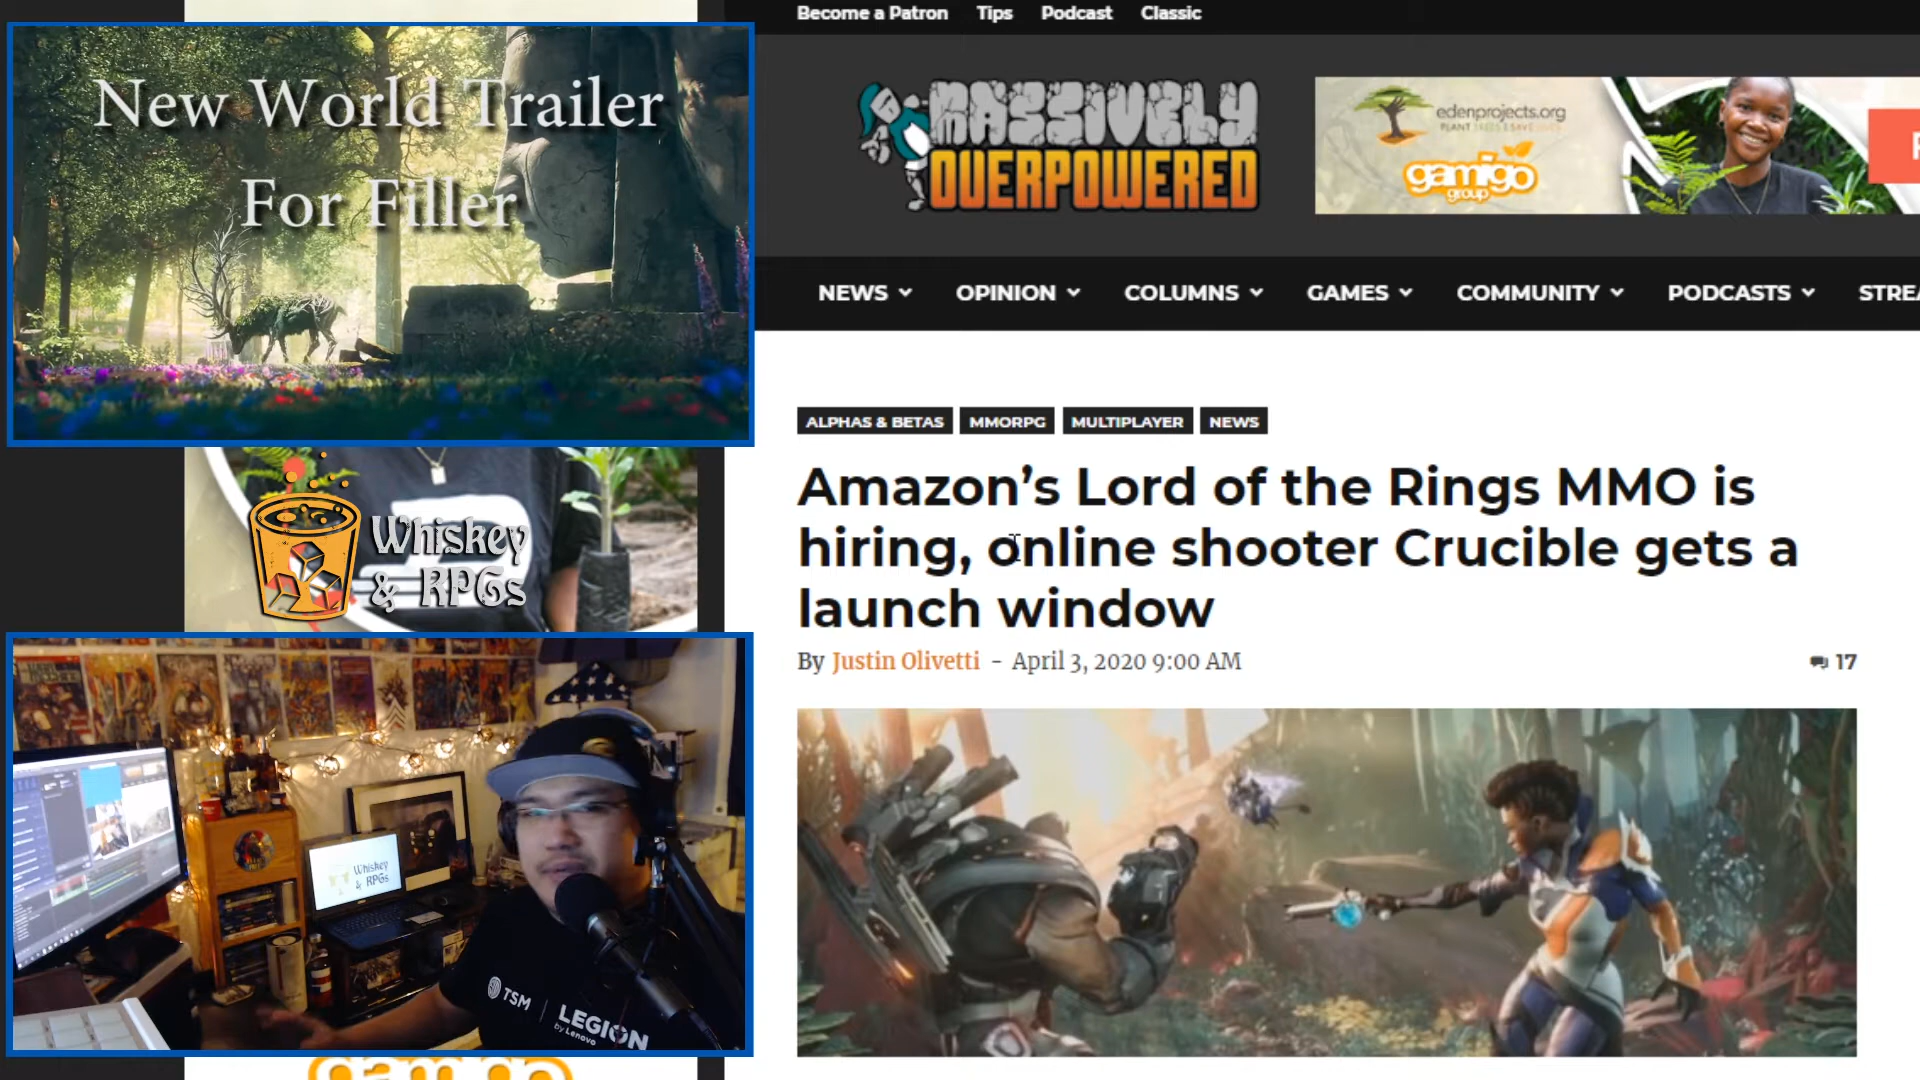 Become a Patron Tips Podcast Classic
New World Trailer
For Filler
MASSIVELY
OVERPOWERED
edenprojects.org
gamigo
group
NEWS OPINION COLUMNS GAMES COMMUNITY PODCASTS STREA
ALPHAS & BETAS MMORPG MULTIPLAYER NEWS
Amazon's Lord of the Rings MMO is
hiring, online shooter Crucible gets a
launch window
By Justin Olivetti - April 3, 2020 9:00 AM 17
Whiskey
& RPGs
Whiskey
& RPGs
TSM
LEGION
by Lenovo